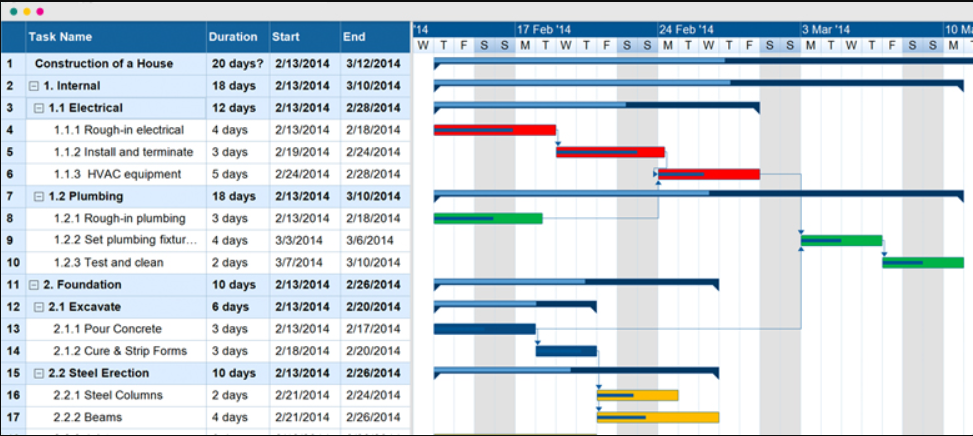 Task Name Duration Start End
'14 17 Feb '14 24 Feb '14 3 Mar '14 10
W T F S S M T W T F S S M T W T F S S M T W T F S S M
1 Construction of a House 20 days? 2/13/2014 3/12/2014
2 1. Internal 18 days 2/13/2014 3/10/2014
3 1.1 Electrical 12 days 2/13/2014 2/28/2014
4 1.1.1 Rough-in electrical 4 days 2/13/2014 2/18/2014
5 1.1.2 Install and terminate 3 days 2/19/2014 2/24/2014
6 1.1.3 HVAC equipment 5 days 2/24/2014 2/28/2014
7 1.2 Plumbing 18 days 2/13/2014 3/10/2014
8 1.2.1 Rough-in plumbing 3 days 2/13/2014 2/18/2014
9 1.2.2 Set plumbing fixtur... 4 days 3/3/2014 3/6/2014
10 1.2.3 Test and clean 2 days 3/7/2014 3/10/2014
11 2. Foundation 10 days 2/13/2014 2/26/2014
12 2.1 Excavate 6 days 2/13/2014 2/20/2014
13 2.1.1 Pour Concrete 3 days 2/13/2014 2/17/2014
14 2.1.2 Cure & Strip Forms 3 days 2/18/2014 2/20/2014
15 2.2 Steel Erection 10 days 2/13/2014 2/26/2014
16 2.2.1 Steel Columns 2 days 2/21/2014 2/24/2014
17 2.2.2 Beams 4 days 2/21/2014 2/26/2014